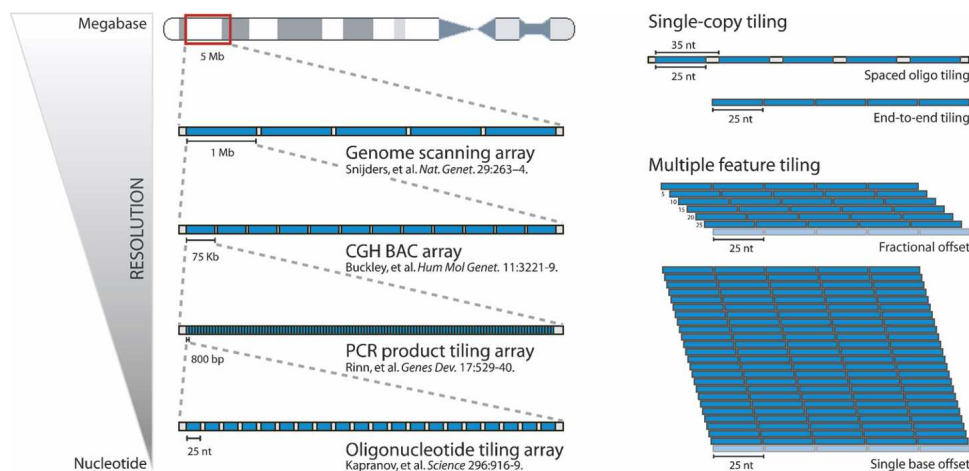 Megabase
RESOLUTION
Nucleotide
5 Mb
1 Mb
Genome scanning array
Snijders, et al. Nat. Genet. 29:263–4.
75 Kb
CGH BAC array
Buckley, et al. Hum Mol Genet. 11:3221-9.
800 bp
PCR product tiling array
Rinn, et al. Genes Dev. 17:529-40.
25 nt
Oligonucleotide tiling array
Kapranov, et al. Science 296:916-9.
Single-copy tiling
35 nt
25 nt
Spaced oligo tiling
25 nt
End-to-end tiling
Multiple feature tiling
5
10
15
20
25
25 nt
Fractional offset
25 nt
Single base offset